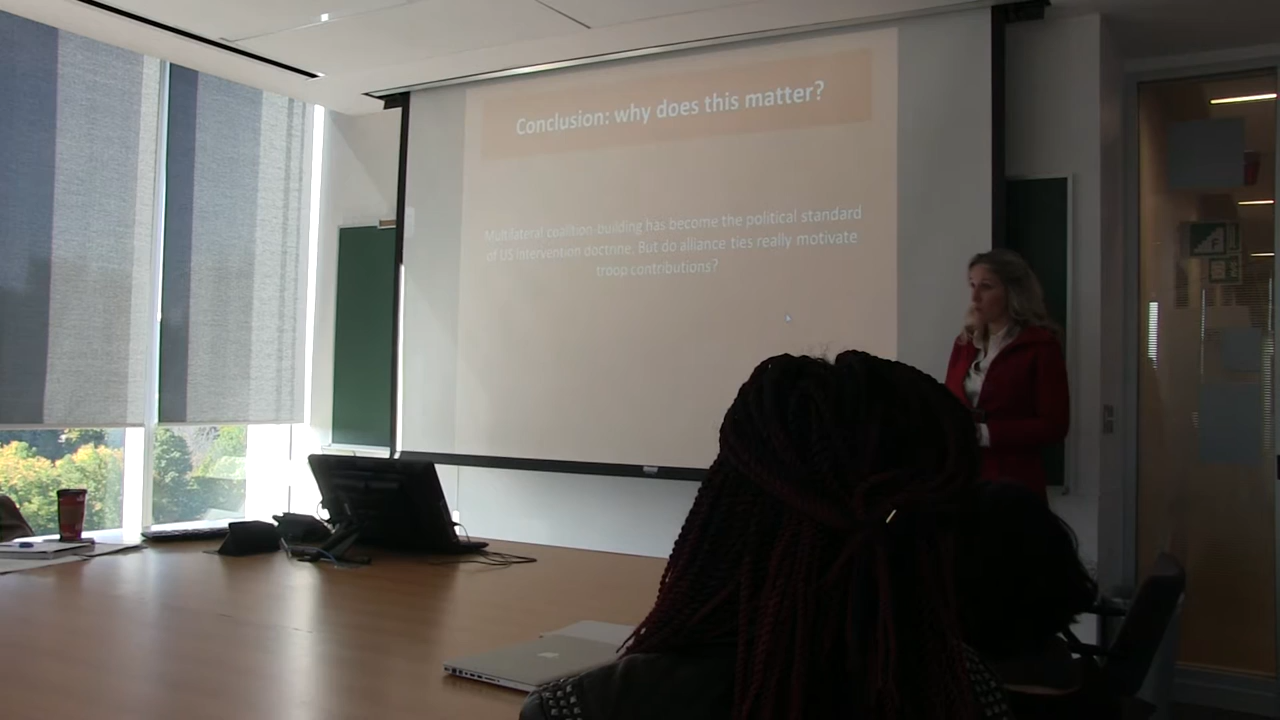 Conclusion: why does this matter?
Multilateral coalition-building has become the political standard
of US intervention doctrine. But do alliance ties really motivate
troop contributions?